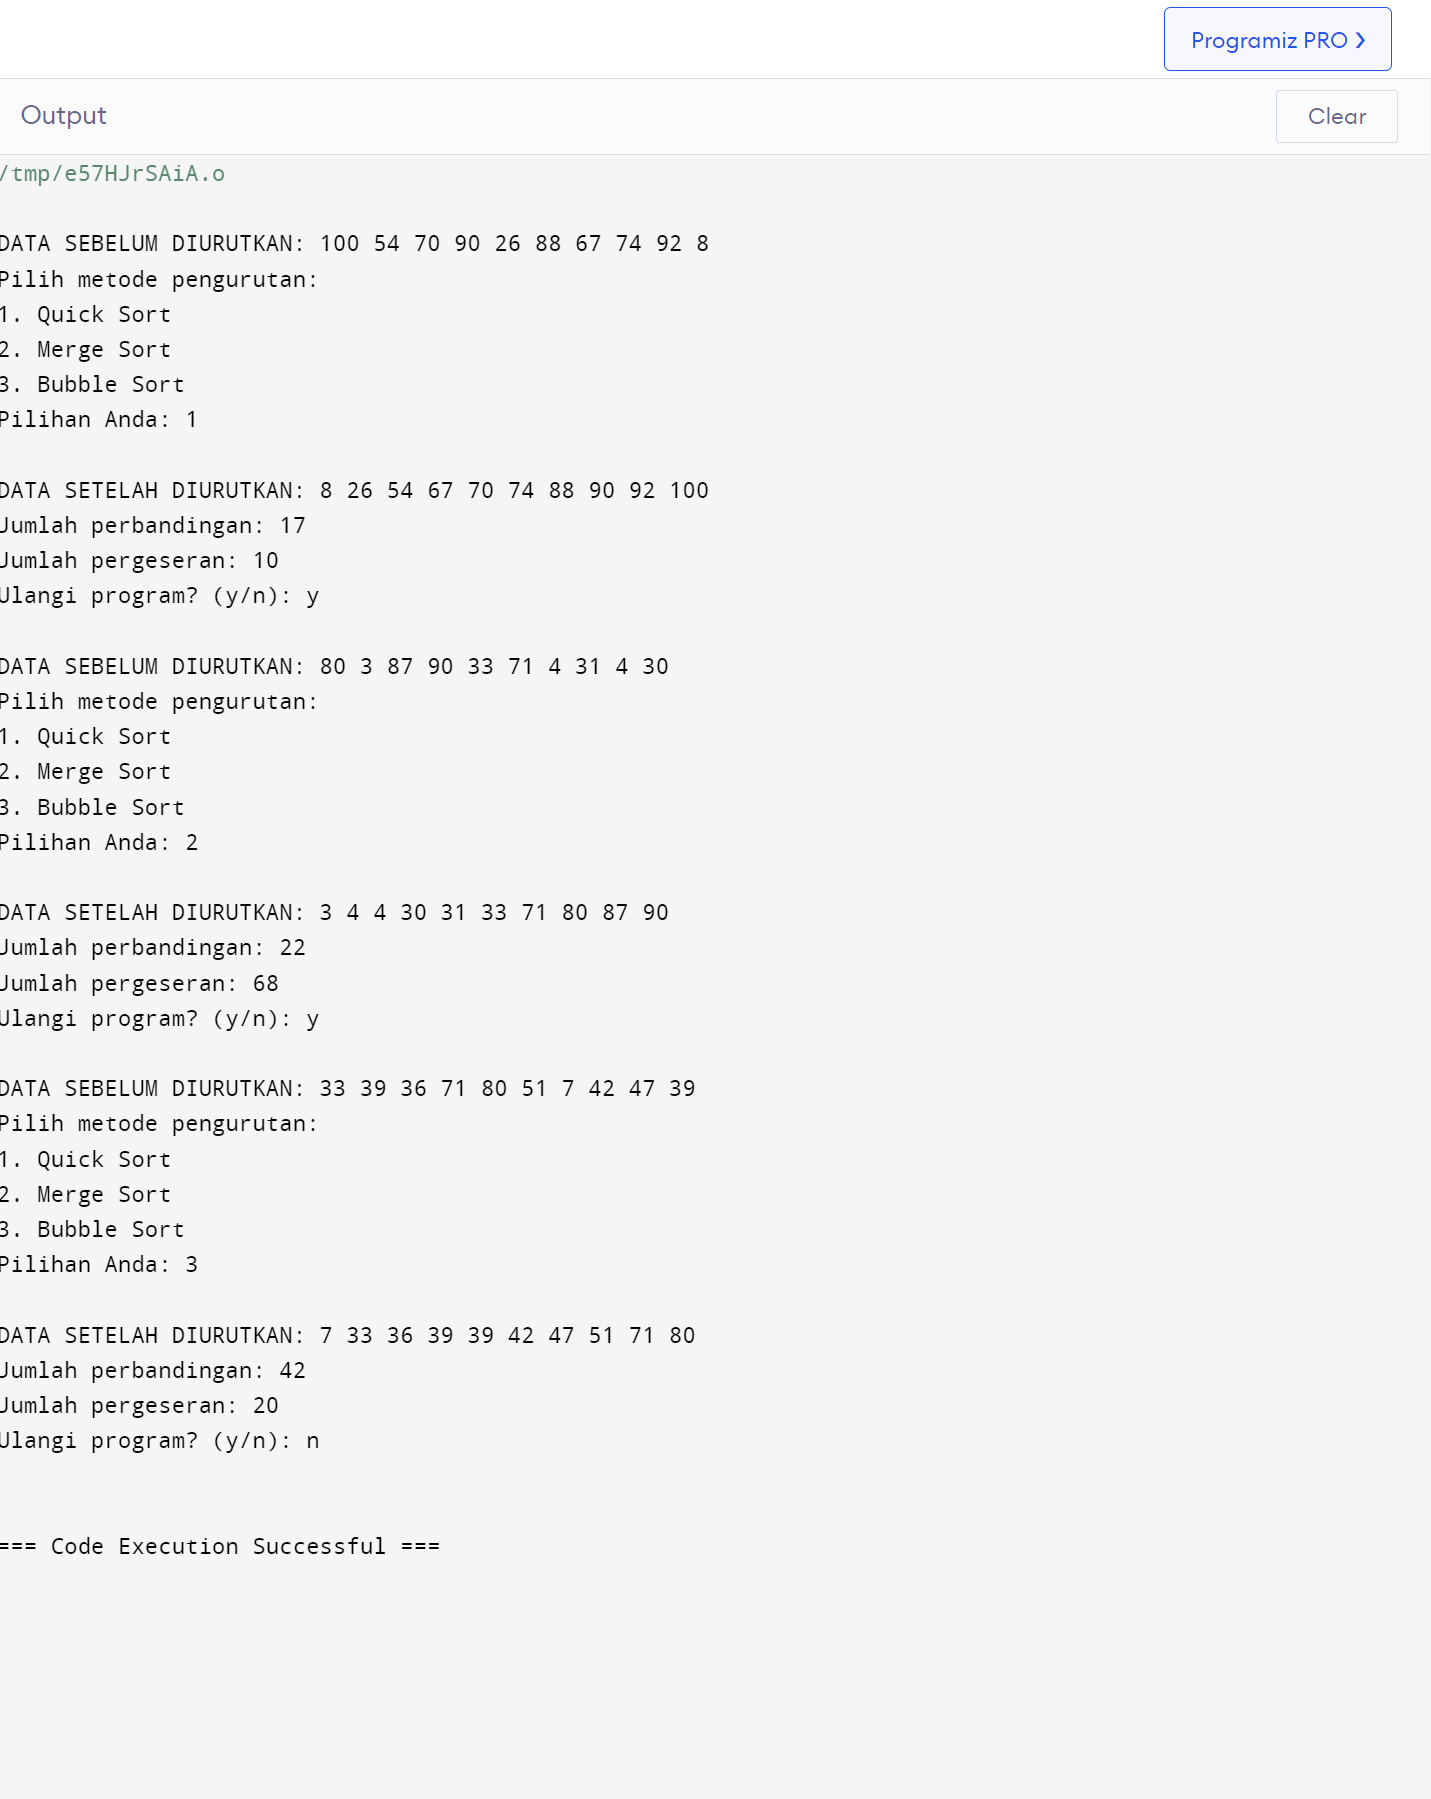 Programiz PRO ❯
Output
Clear
/tmp/e57HJrSAiA.o
DATA SEBELUM DIURUTKAN: 100 54 70 90 26 88 67 74 92 8
Pilih metode pengurutan:
1. Quick Sort
2. Merge Sort
3. Bubble Sort
Pilihan Anda: 1
DATA SETELAH DIURUTKAN: 8 26 54 67 70 74 88 90 92 100
Jumlah perbandingan: 17
Jumlah pergeseran: 10
Ulangi program? (y/n): y
DATA SEBELUM DIURUTKAN: 80 3 87 90 33 71 4 31 4 30
Pilih metode pengurutan:
1. Quick Sort
2. Merge Sort
3. Bubble Sort
Pilihan Anda: 2
DATA SETELAH DIURUTKAN: 3 4 4 30 31 33 71 80 87 90
Jumlah perbandingan: 22
Jumlah pergeseran: 68
Ulangi program? (y/n): y
DATA SEBELUM DIURUTKAN: 33 39 36 71 80 51 7 42 47 39
Pilih metode pengurutan:
1. Quick Sort
2. Merge Sort
3. Bubble Sort
Pilihan Anda: 3
DATA SETELAH DIURUTKAN: 7 33 36 39 39 42 47 51 71 80
Jumlah perbandingan: 42
Jumlah pergeseran: 20
Ulangi program? (y/n): n
=== Code Execution Successful ===